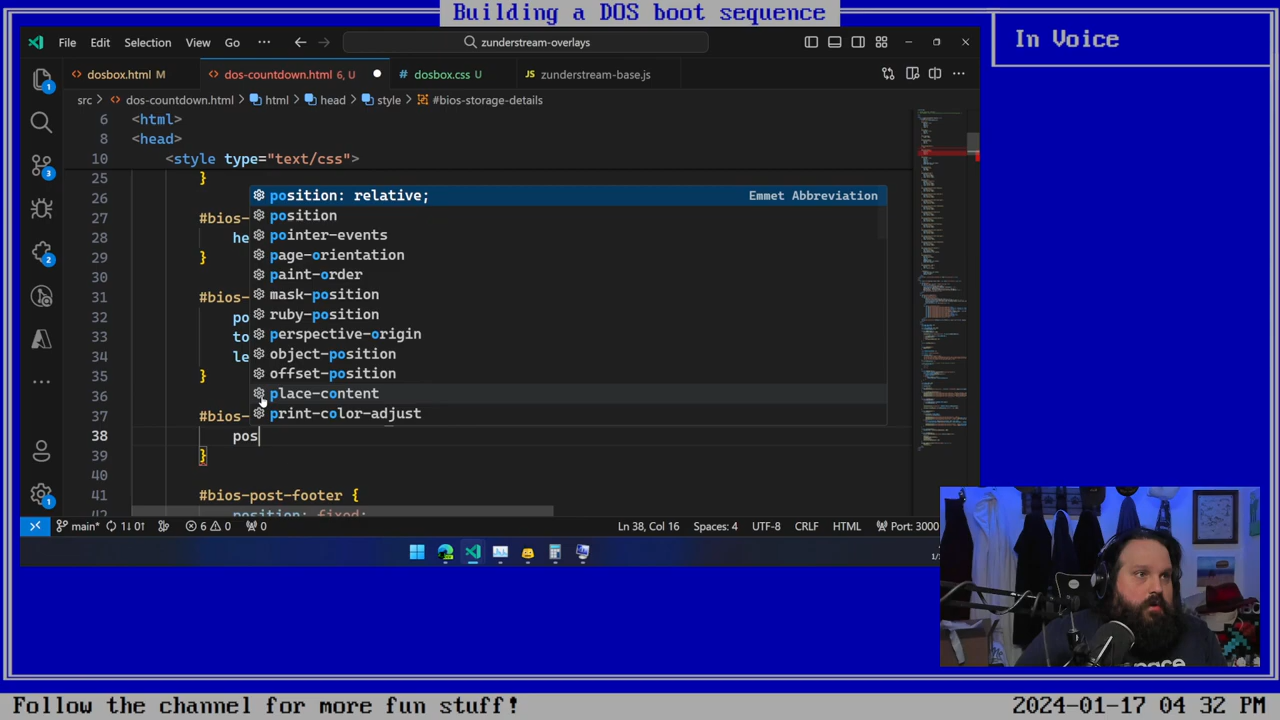 Building a DOS boot sequence
In Voice
File Edit Selection View Go ··· zunderstream-overlays
dosbox.html M dos-countdown.html 6, U dosbox.css U zunderstream-base.js
src > dos-countdown.html > html > head > style > #bios-storage-details
6 <html>
8 <head>
10 <style type="text/css">
25 }
26 position: relative; Emmet Abbreviation
position
27 #bios-
pointer-events
28 he
page-orientation
29 }
paint-order
30
mask-position
31 #bios-
ruby-position
32 po
perspective-origin
33
object-position
34 le
offset-position
35 }
place-content
36
print-color-adjust
37 #bios-
38 pos
39 }
40
41 #bios-post-footer {
42 position: fixed;
main* 1↓ 0↑ 6 0 0 Ln 38, Col 16 Spaces: 4 UTF-8 CRLF HTML Port: 3000
Follow the channel for more fun stuff! 2024-01-17 04 32 PM